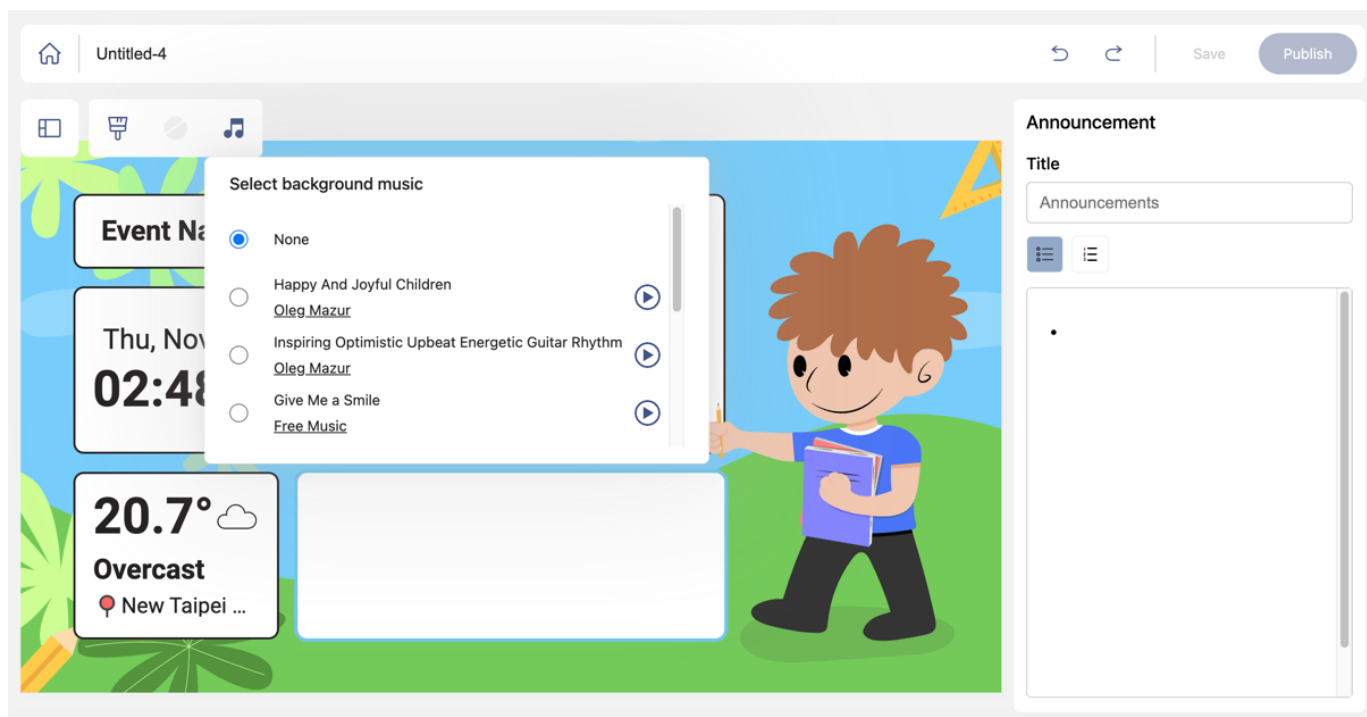 Untitled-4
Save
Publish
Select background music
None
Happy And Joyful Children
Oleg Mazur
Inspiring Optimistic Upbeat Energetic Guitar Rhythm
Oleg Mazur
Give Me a Smile
Free Music
Event Na
Thu, Nov
02:48
20.7°
Overcast
New Taipei ...
Announcement
Title
Announcements